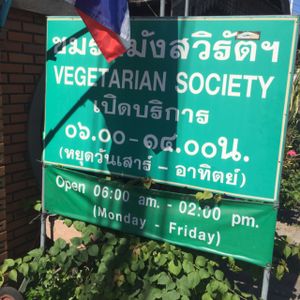 ชมรมมังสวิรัติฯ
VEGETARIAN SOCIETY
เปิดบริการ
๐๖.๐๐-๑๔.๐๐น.
(หยุดวันเสาร์ - อาทิตย์)
Open 06:00 am. - 02:00 pm.
(Monday - Friday)